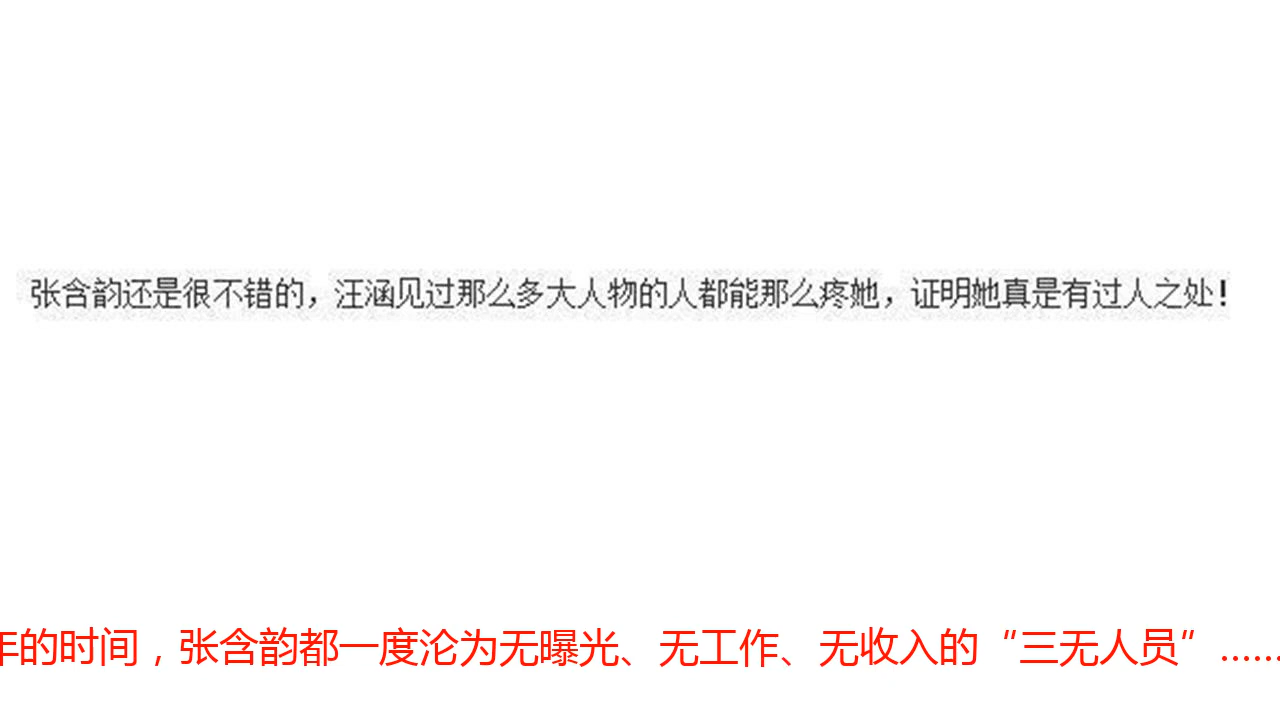 张含韵还是很不错的，汪涵见过那么多大人物的人都能那么疼她，证明她真是有过人之处！
年的时间，张含韵都一度沦为无曝光、无工作、无收入的“三无人员”……